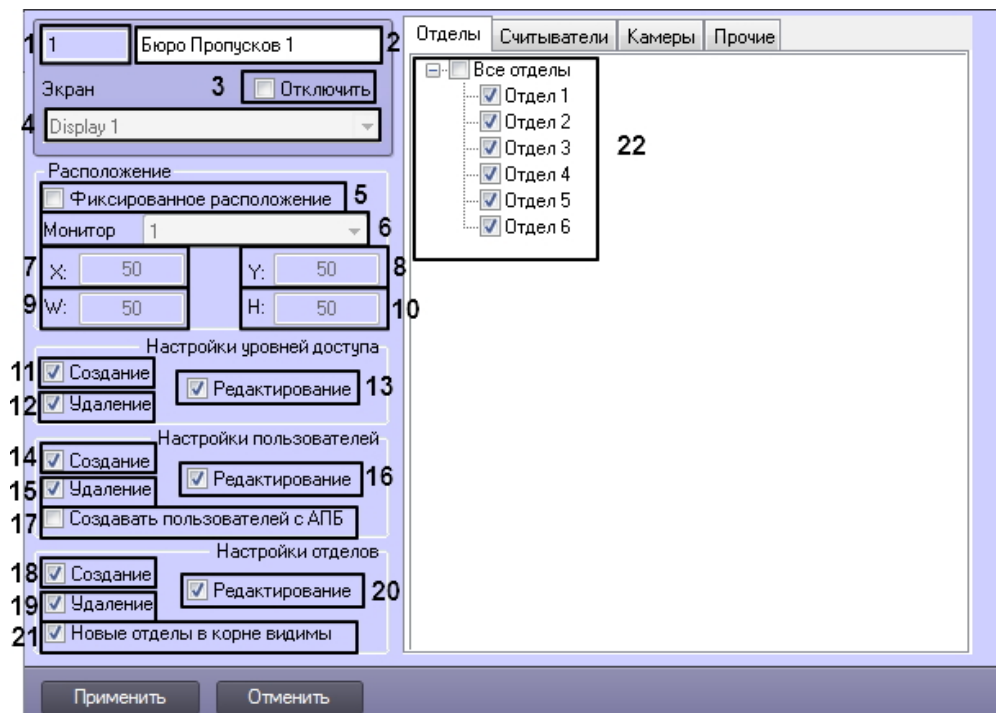 1 1 Бюро Пропусков 1 2
Экран 3 Отключить
4 Display 1
Расположение
Фиксированное расположение 5
Монитор 1 6
7 X: 50 Y: 50 8
9 W: 50 H: 50 10
Настройки уровней доступа
11 Создание
Редактирование 13
12 Удаление
Настройки пользователей
14 Создание
Редактирование 16
15 Удаление
17 Создавать пользователей с АПБ
Настройки отделов
18 Создание
Редактирование 20
19 Удаление
21 Новые отделы в корне видимы
Отделы Считыватели Камеры Прочие
Все отделы
Отдел 1
Отдел 2
Отдел 3
Отдел 4
Отдел 5
Отдел 6
22
Применить Отменить